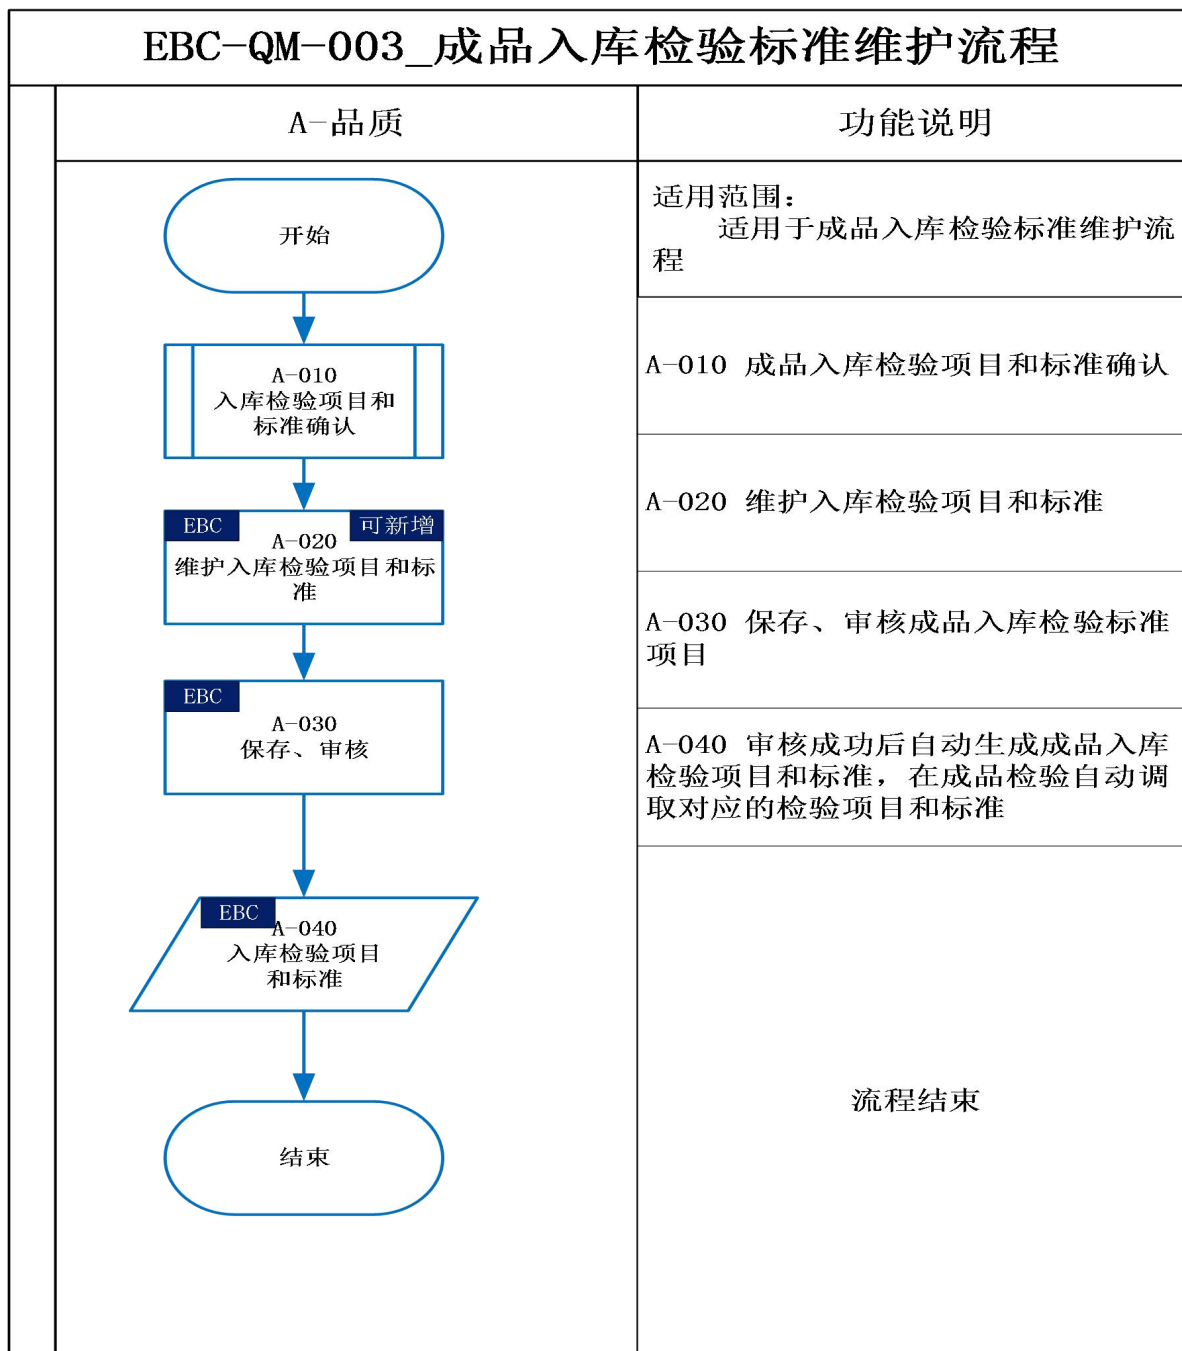 EBC-QM-003_成品入库检验标准维护流程
A-品质
功能说明
开始
适用范围：
适用于成品入库检验标准维护流
程
A-010
入库检验项目和
标准确认
A-010 成品入库检验项目和标准确认
EBC
可新增
A-020
维护入库检验项目和标
准
A-020 维护入库检验项目和标准
EBC
A-030
保存、审核
A-030 保存、审核成品入库检验标准
项目
A-040 审核成功后自动生成成品入库
检验项目和标准，在成品检验自动调
取对应的检验项目和标准
EBC
A-040
入库检验项目
和标准
结束
流程结束